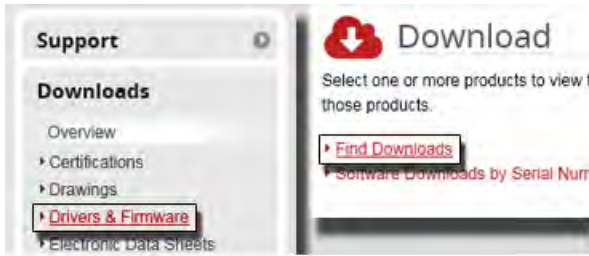 Support
Downloads
Overview
Certifications
Drawings
Drivers & Firmware
Electronic Data Sheets
Download
Select one or more products to view
those products.
Find Downloads
Software Downloads by Serial